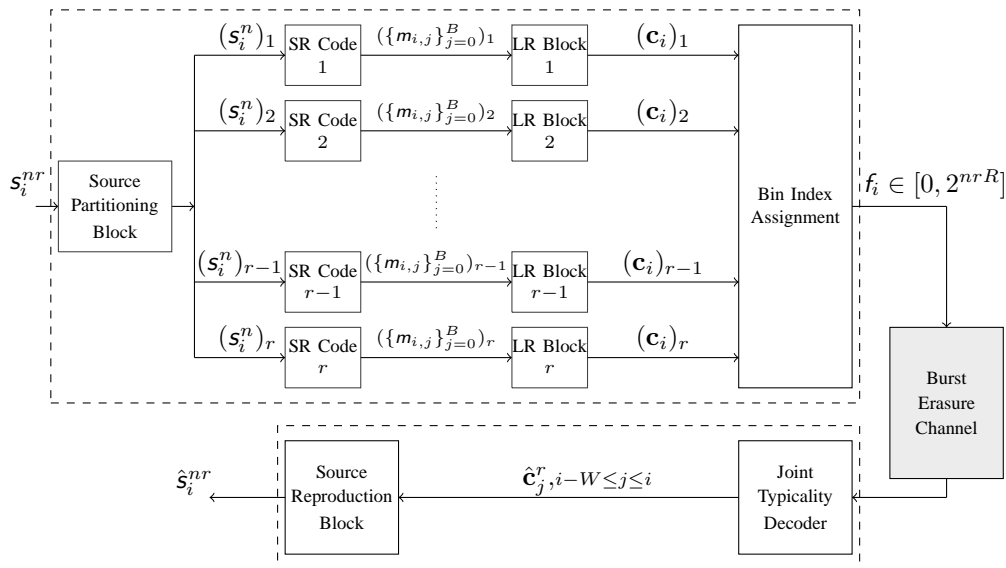 s_i^{nr}
Source
Partitioning
Block
(s_i^n)_1
SR Code
1
({m_{i,j}}_{j=0}^B)_1
LR Block
1
(c_i)_1
(s_i^n)_2
SR Code
2
({m_{i,j}}_{j=0}^B)_2
LR Block
2
(c_i)_2
(s_i^n)_{r−1}
SR Code
r−1
({m_{i,j}}_{j=0}^B)_{r−1}
LR Block
r−1
(c_i)_{r−1}
(s_i^n)_r
SR Code
r
({m_{i,j}}_{j=0}^B)_r
LR Block
r
(c_i)_r
Bin Index
Assignment
f_i ∈ [0, 2^{nrR}]
Burst
Erasure
Channel
Joint
Typicality
Decoder
ĉ_j^r, i−W≤j≤i
Source
Reproduction
Block
ŝ_i^{nr}